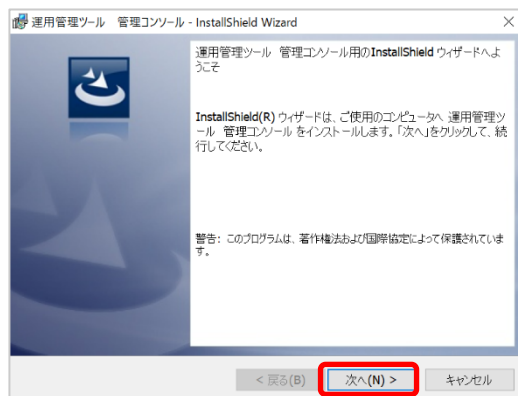 運用管理ツール　管理コンソール - InstallShield Wizard
運用管理ツール　管理コンソール用のInstallShield ウィザードへよ
うこそ
InstallShield(R) ウィザードは、ご使用のコンピュータへ 運用管理ツ
ール　管理コンソール をインストールします。「次へ」をクリックして、続
行してください。
警告: このプログラムは、著作権法および国際協定によって保護されていま
す。
< 戻る(B)
次へ(N) >
キャンセル